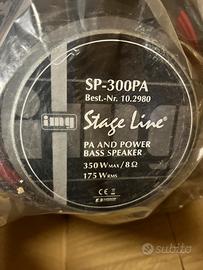 SP-300PA
Best.-Nr. 10.2980
img
Stage Line®
PA AND POWER
BASS SPEAKER
350 WMAX/8 Ω
175 WRMS
CE
subito